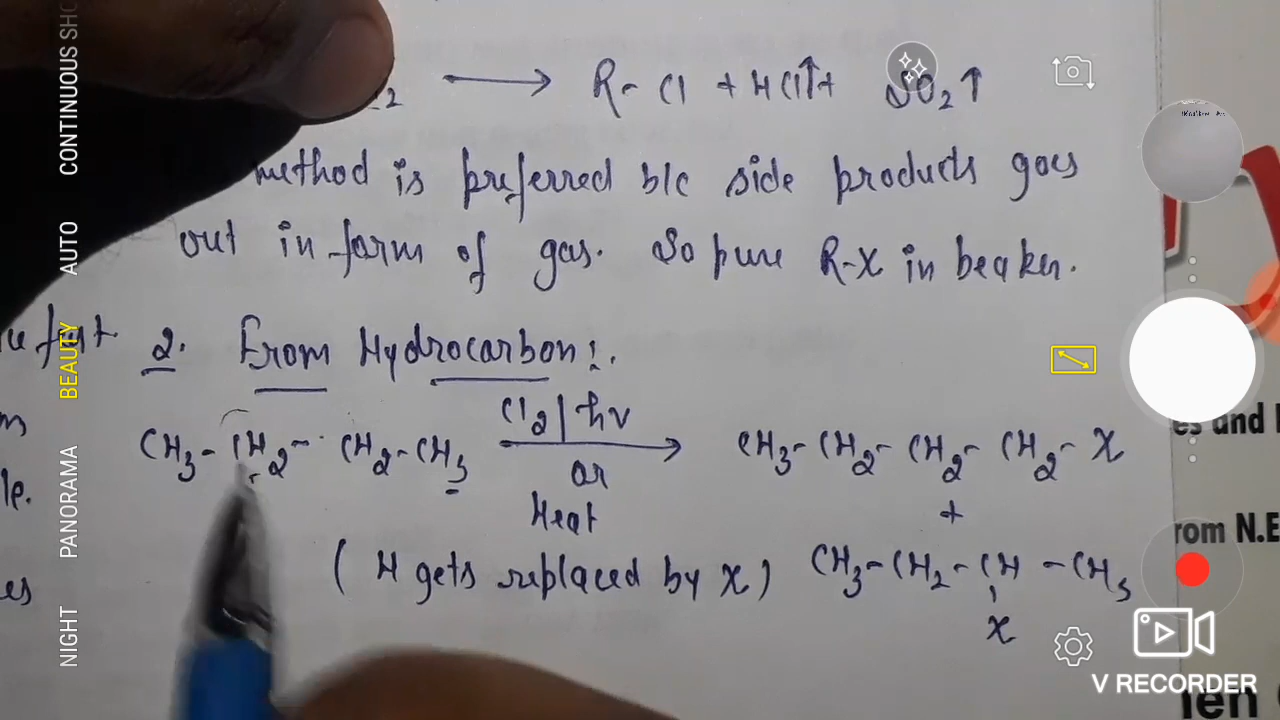 2 ⟶ R-Cl + HCl↑+ SO2↑
method is preferred b/c side products goes
out in form of gas. So pure R-X in beaker.
2. From Hydrocarbon:.
Cl2/hν
CH3-CH2-CH2-CH3 ⟶ CH3-CH2-CH2-CH2-X
or
Heat
+
(H gets replaced by X) CH3-CH2-CH-CH3
X
NIGHT PANORAMA BEAUTY AUTO CONTINUOUS SHO
V RECORDER
es and
rom N.E